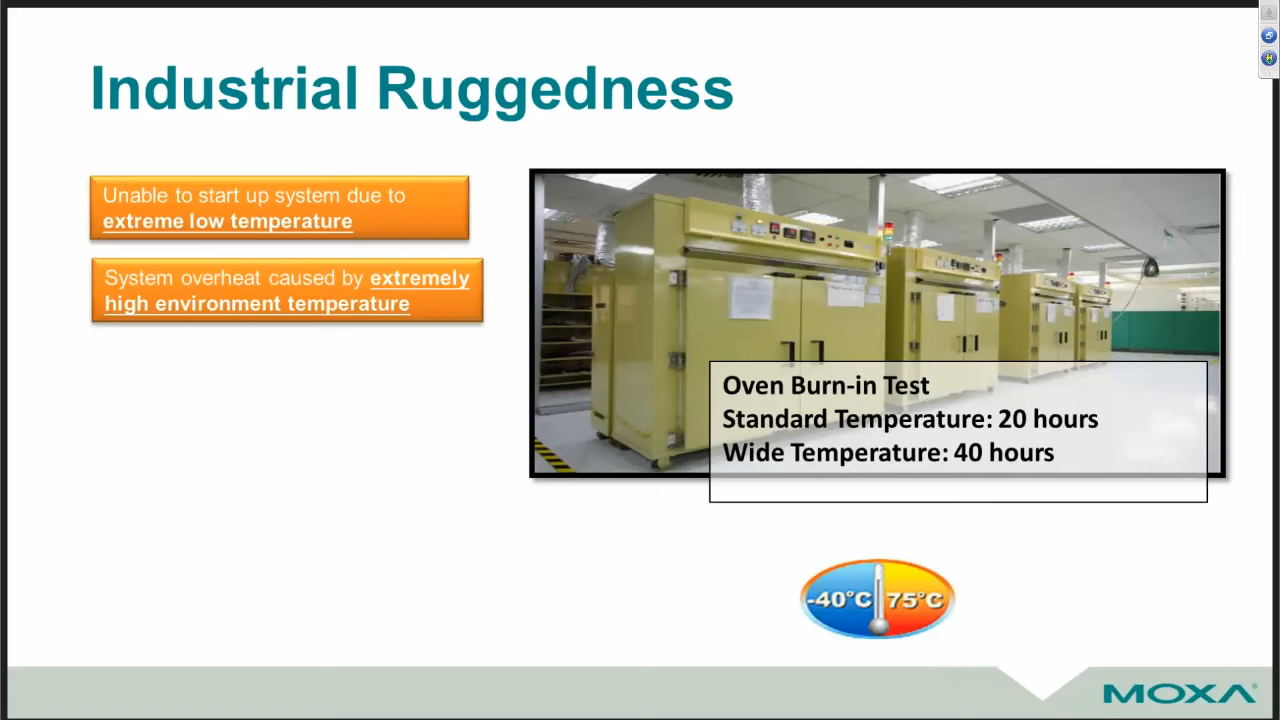 Industrial Ruggedness
Unable to start up system due to
extreme low temperature
System overheat caused by extremely
high environment temperature
Oven Burn-in Test
Standard Temperature: 20 hours
Wide Temperature: 40 hours
-40°C 75°C
MOXA®